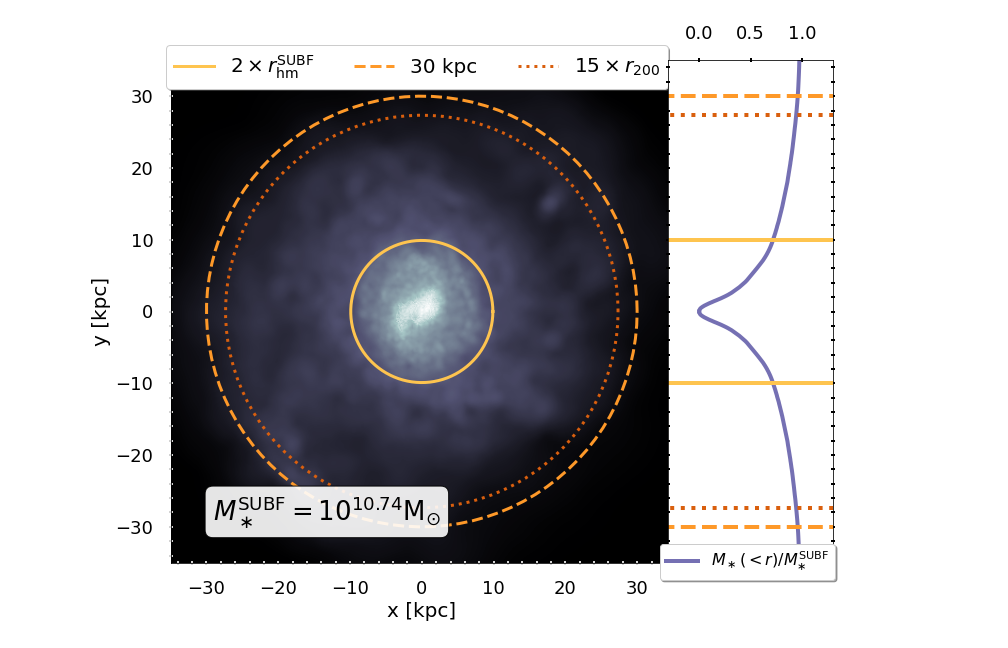 0.0 0.5 1.0
2 × r_hm^SUBF 30 kpc 15 × r_200
30
20
10
0
−10
−20
−30
y [kpc]
M_*^SUBF = 10^10.74 M_⊙
M_* (< r)/M_*^SUBF
−30 −20 −10 0 10 20 30
x [kpc]